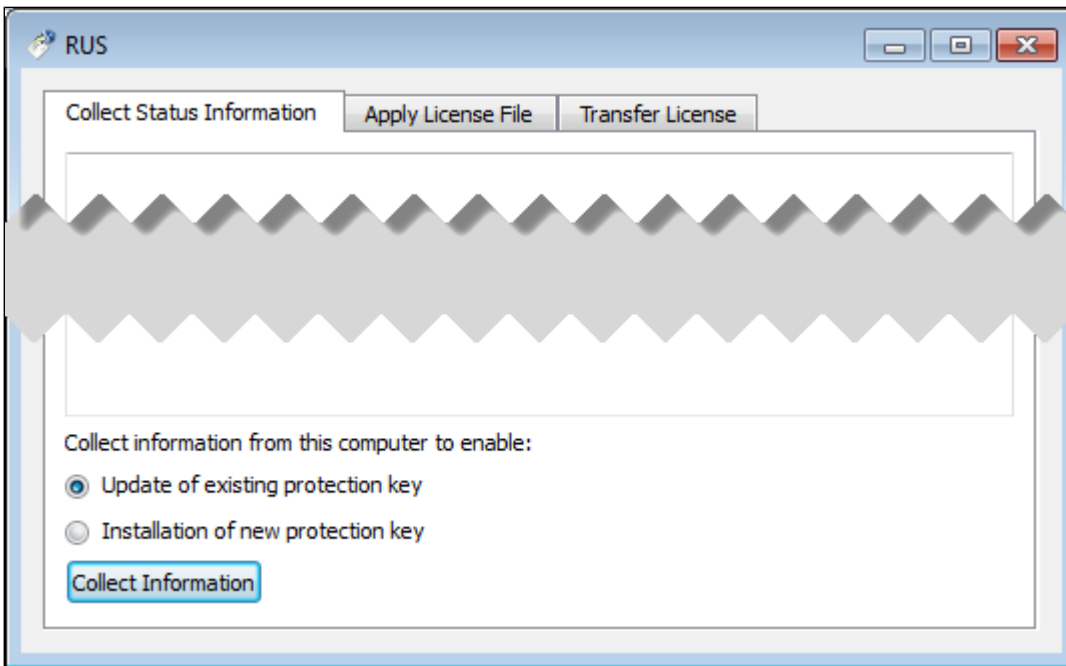 RUS
Collect Status Information
Apply License File
Transfer License
Collect information from this computer to enable:
Update of existing protection key
Installation of new protection key
Collect Information